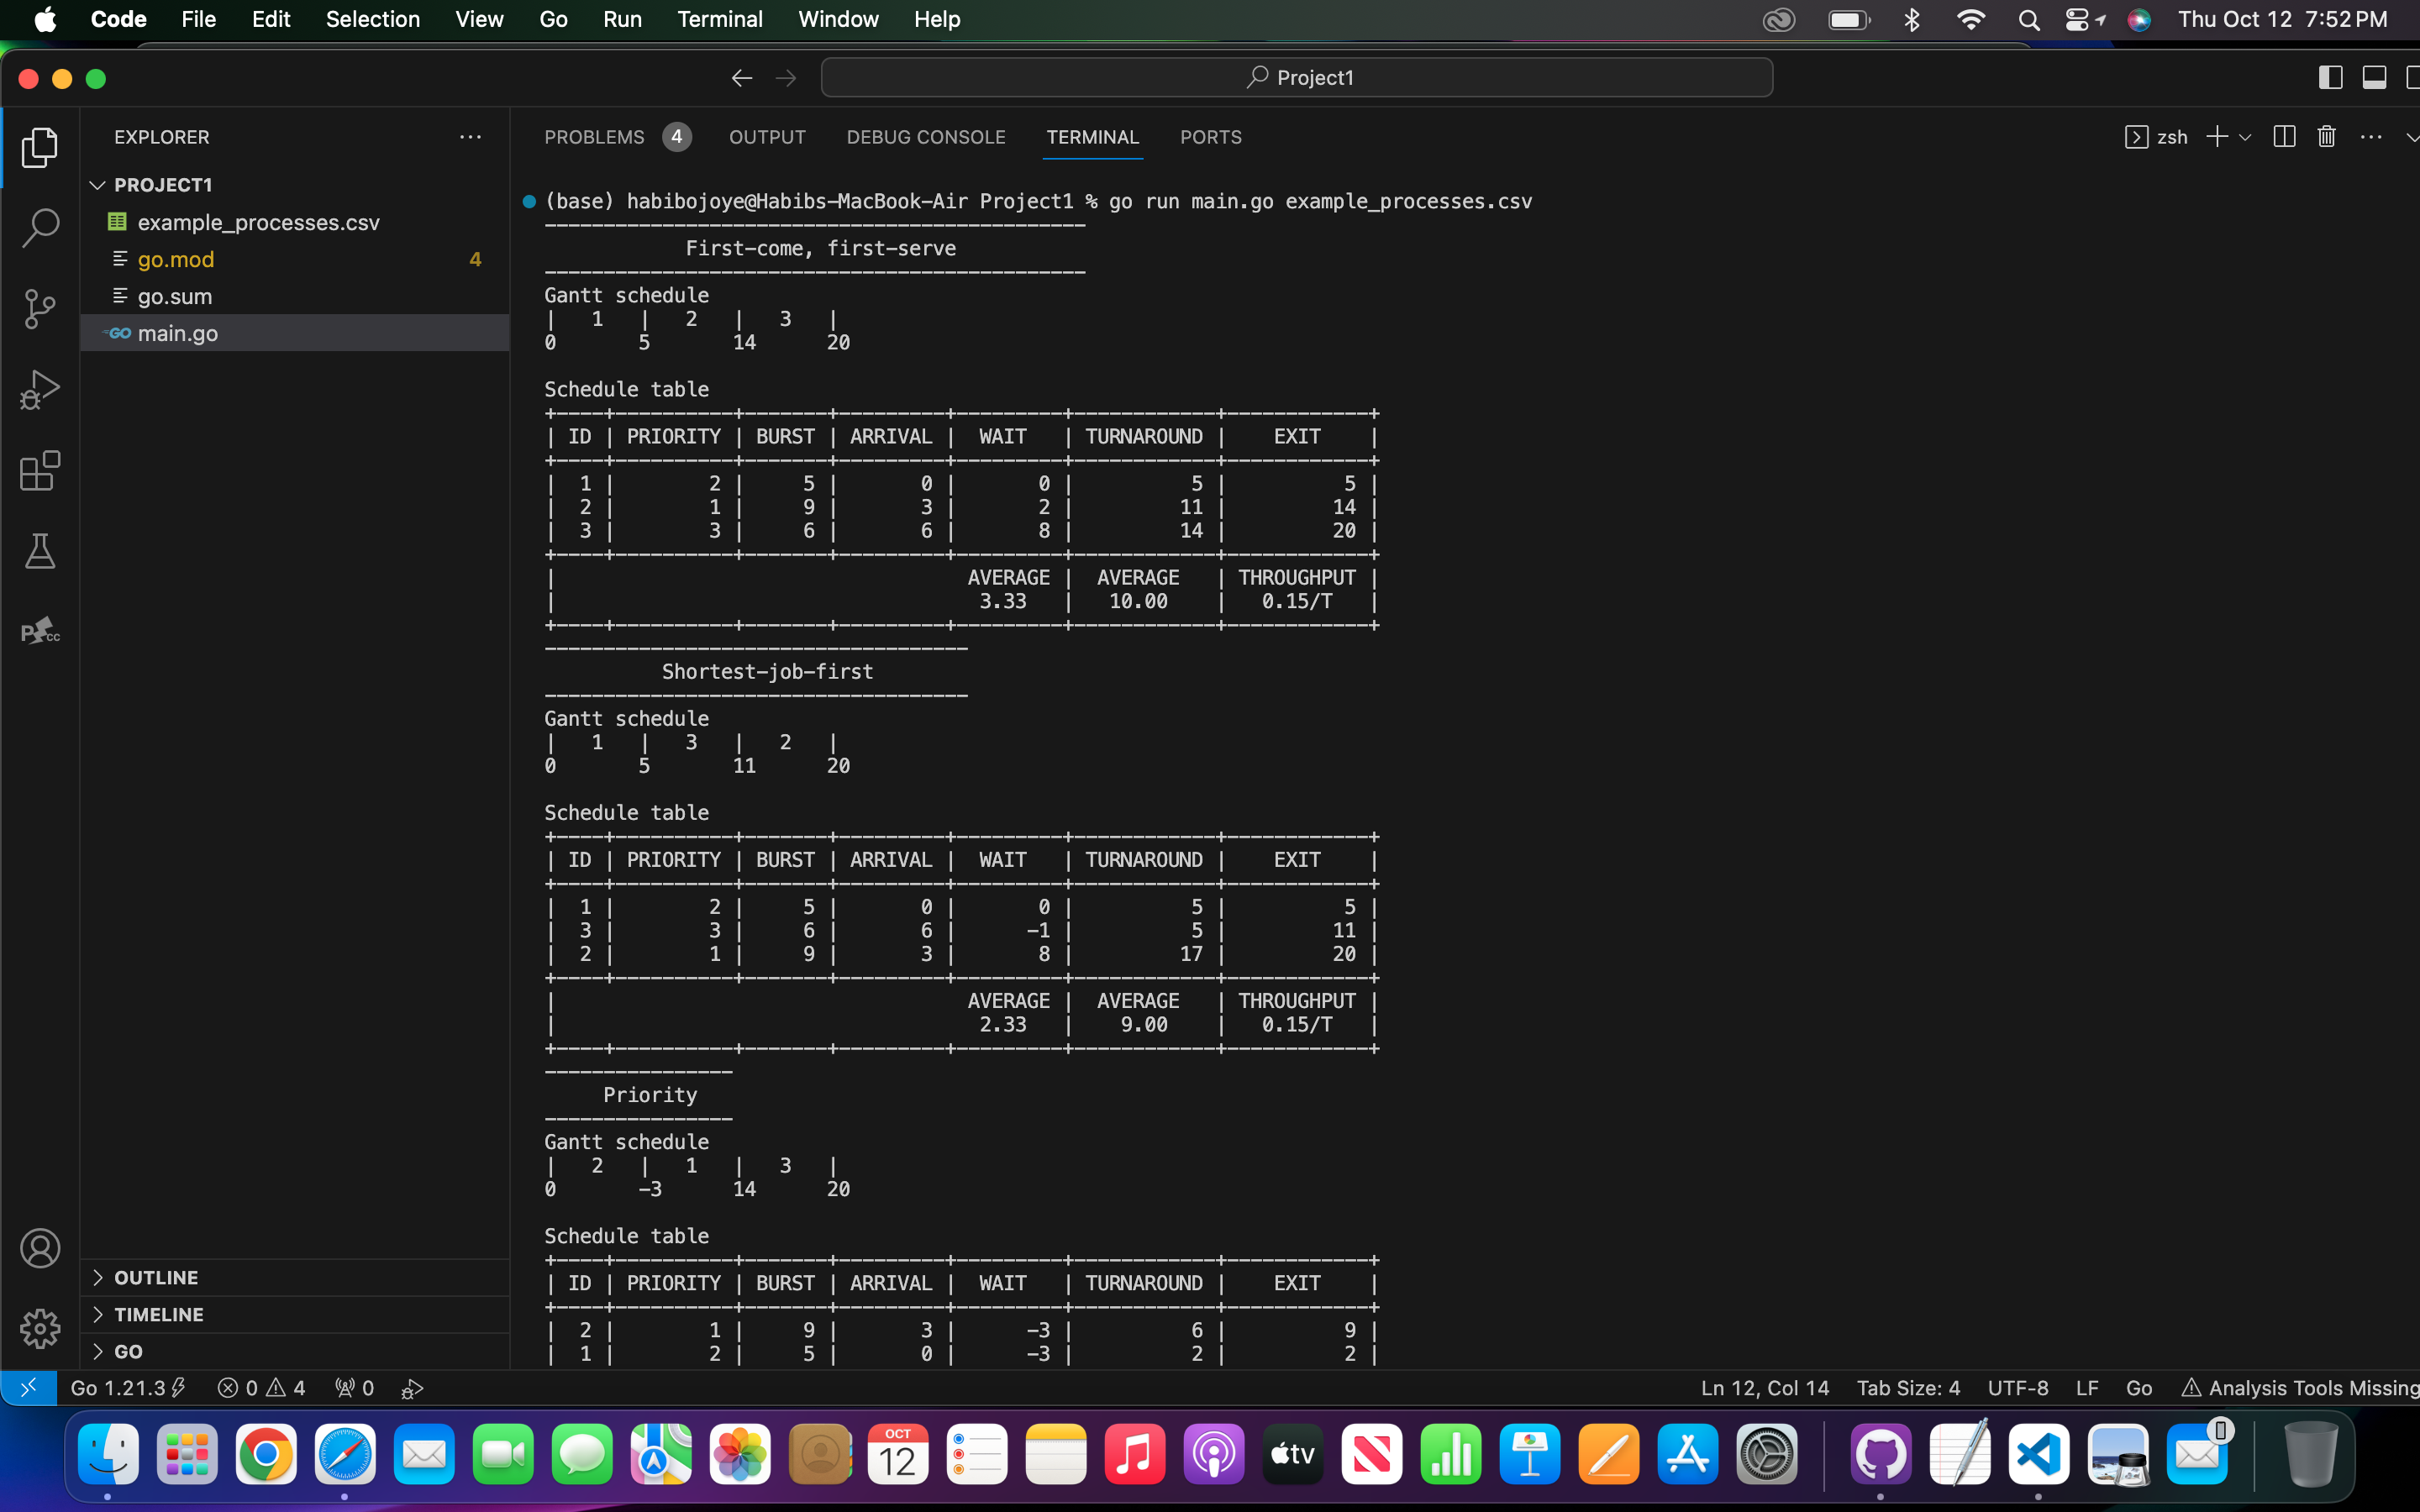 Code File Edit Selection View Go Run Terminal Window Help Thu Oct 12 7:52 PM
Project1
EXPLORER
PROJECT1
example_processes.csv
go.mod 4
go.sum
main.go
PROBLEMS 4 OUTPUT DEBUG CONSOLE TERMINAL PORTS zsh
(base) habibojoye@Habibs-MacBook-Air Project1 % go run main.go example_processes.csv
----------------------------------------------
First-come, first-serve
----------------------------------------------
Gantt schedule
|   1   |   2   |   3   |
0       5       14      20
Schedule table
+----+----------+-------+---------+---------+------------+------------+
| ID | PRIORITY | BURST | ARRIVAL |  WAIT   | TURNAROUND |    EXIT    |
+----+----------+-------+---------+---------+------------+------------+
|  1 |        2 |     5 |       0 |       0 |          5 |          5 |
|  2 |        1 |     9 |       3 |       2 |         11 |         14 |
|  3 |        3 |     6 |       6 |       8 |         14 |         20 |
+----+----------+-------+---------+---------+------------+------------+
|                                   AVERAGE |  AVERAGE   | THROUGHPUT |
|                                    3.33   |   10.00    |   0.15/T   |
+----+----------+-------+---------+---------+------------+------------+
------------------------------------
Shortest-job-first
------------------------------------
Gantt schedule
|   1   |   3   |   2   |
0       5       11      20
Schedule table
+----+----------+-------+---------+---------+------------+------------+
| ID | PRIORITY | BURST | ARRIVAL |  WAIT   | TURNAROUND |    EXIT    |
+----+----------+-------+---------+---------+------------+------------+
|  1 |        2 |     5 |       0 |       0 |          5 |          5 |
|  3 |        3 |     6 |       6 |      -1 |          5 |         11 |
|  2 |        1 |     9 |       3 |       8 |         17 |         20 |
+----+----------+-------+---------+---------+------------+------------+
|                                   AVERAGE |  AVERAGE   | THROUGHPUT |
|                                    2.33   |    9.00    |   0.15/T   |
+----+----------+-------+---------+---------+------------+------------+
----------------
Priority
----------------
Gantt schedule
|   2   |   1   |   3   |
0       -3      14      20
Schedule table
+----+----------+-------+---------+---------+------------+------------+
| ID | PRIORITY | BURST | ARRIVAL |  WAIT   | TURNAROUND |    EXIT    |
+----+----------+-------+---------+---------+------------+------------+
|  2 |        1 |     9 |       3 |      -3 |          6 |          9 |
|  1 |        2 |     5 |       0 |      -3 |          2 |          2 |
P cc
OUTLINE
TIMELINE
GO
Go 1.21.3 0 4 0 Ln 12, Col 14 Tab Size: 4 UTF-8 LF Go Analysis Tools Missing
OCT
12
tv